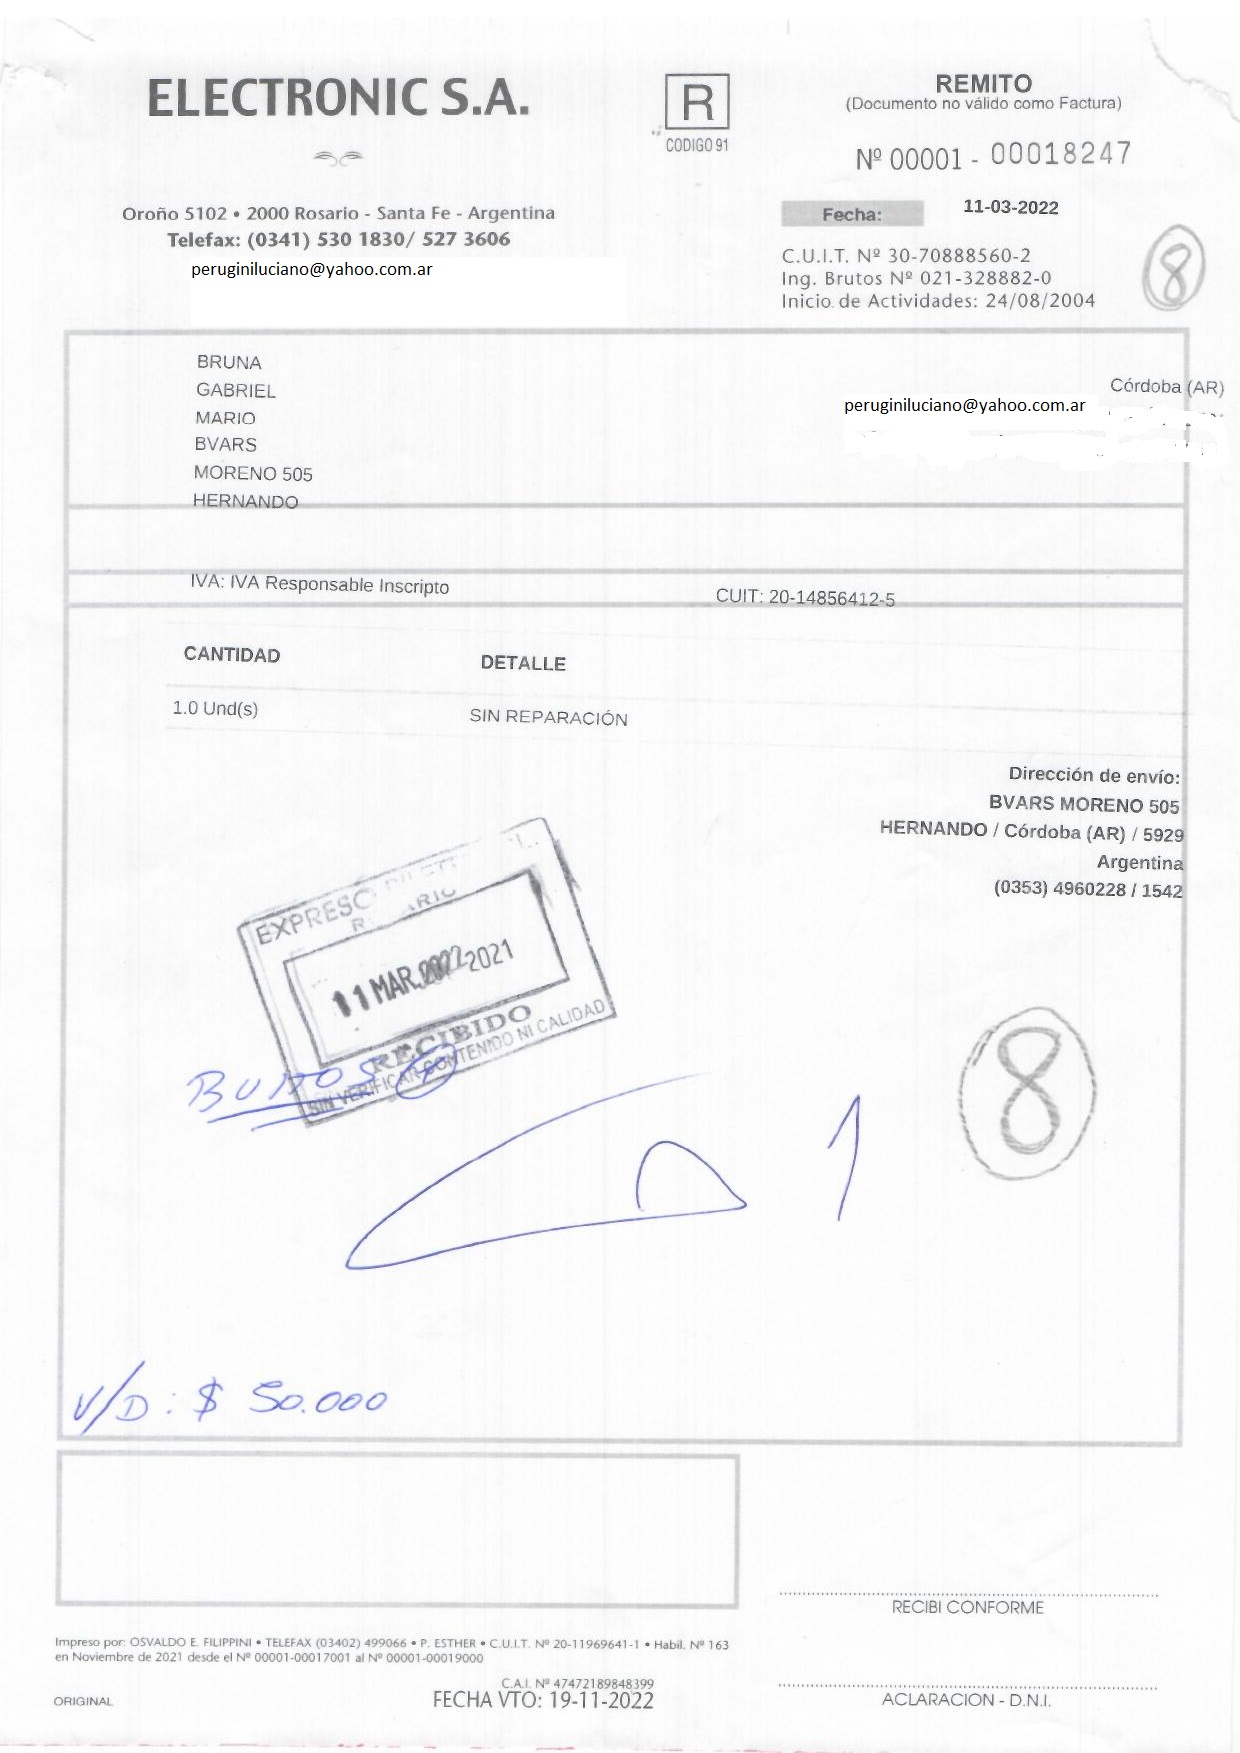 ELECTRONIC S.A.
R
CODIGO 91
REMITO
(Documento no válido como Factura)
Nº 00001 - 00018247
Oroño 5102 • 2000 Rosario - Santa Fe - Argentina
Telefax: (0341) 530 1830/ 527 3606
peruginiluciano@yahoo.com.ar
Fecha: 11-03-2022
C.U.I.T. Nº 30-70888560-2
Ing. Brutos Nº 021-328882-0
Inicio de Actividades: 24/08/2004
8
BRUNA
GABRIEL
MARIO
BVARS
MORENO 505
HERNANDO
Córdoba (AR)
peruginiluciano@yahoo.com.ar
IVA: IVA Responsable Inscripto
CUIT: 20-14856412-5
CANTIDAD DETALLE
1.0 Und(s) SIN REPARACIÓN
Dirección de envío:
BVARS MORENO 505
HERNANDO / Córdoba (AR) / 5929
Argentina
(0353) 4960228 / 1542
EXPRESO
11 MAR. 2022 2021
RECIBIDO
SIN VERIFICAR CONTENIDO NI CALIDAD
8
1
V/D: $ 50.000
RECIBI CONFORME
Impreso por: OSVALDO E. FILIPPINI • TELEFAX (03402) 499066 • P. ESTHER • C.U.I.T. Nº 20-11969641-1 • Habil. Nº 163
en Noviembre de 2021 desde el Nº 00001-00017001 al Nº 00001-00019000
C.A.I. Nº 47472189848399
ORIGINAL
FECHA VTO: 19-11-2022
ACLARACION - D.N.I.